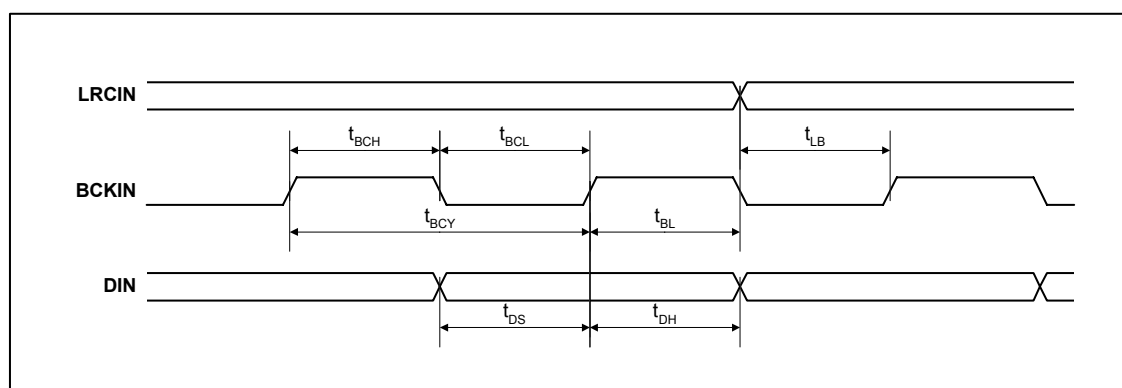 LRCIN
tBCH tBCL tLB
BCKIN
tBCY tBL
DIN
tDS tDH